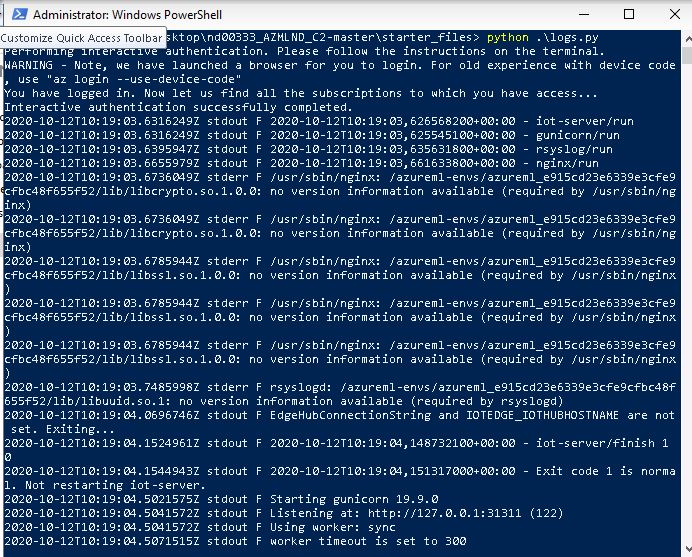 Administrator: Windows PowerShell
Customize Quick Access Toolbar
sktop\nd00333_AZMLND_C2-master\starter_files> python .\logs.py
Performing interactive authentication. Please follow the instructions on the terminal.
WARNING - Note, we have launched a browser for you to login. For old experience with device code
, use "az login --use-device-code"
You have logged in. Now let us find all the subscriptions to which you have access...
Interactive authentication successfully completed.
2020-10-12T10:19:03.6316249Z stdout F 2020-10-12T10:19:03,626568200+00:00 - iot-server/run
2020-10-12T10:19:03.6316249Z stdout F 2020-10-12T10:19:03,625545100+00:00 - gunicorn/run
2020-10-12T10:19:03.6395947Z stdout F 2020-10-12T10:19:03,635631800+00:00 - rsyslog/run
2020-10-12T10:19:03.6655979Z stdout F 2020-10-12T10:19:03,661633800+00:00 - nginx/run
2020-10-12T10:19:03.6736049Z stderr F /usr/sbin/nginx: /azureml-envs/azureml_e915cd23e6339e3cfe9
cfbc48f655f52/lib/libcrypto.so.1.0.0: no version information available (required by /usr/sbin/ng
inx)
2020-10-12T10:19:03.6736049Z stderr F /usr/sbin/nginx: /azureml-envs/azureml_e915cd23e6339e3cfe9
cfbc48f655f52/lib/libcrypto.so.1.0.0: no version information available (required by /usr/sbin/ng
inx)
2020-10-12T10:19:03.6785944Z stderr F /usr/sbin/nginx: /azureml-envs/azureml_e915cd23e6339e3cfe9
cfbc48f655f52/lib/libssl.so.1.0.0: no version information available (required by /usr/sbin/nginx
)
2020-10-12T10:19:03.6785944Z stderr F /usr/sbin/nginx: /azureml-envs/azureml_e915cd23e6339e3cfe9
cfbc48f655f52/lib/libssl.so.1.0.0: no version information available (required by /usr/sbin/nginx
)
2020-10-12T10:19:03.6785944Z stderr F /usr/sbin/nginx: /azureml-envs/azureml_e915cd23e6339e3cfe9
cfbc48f655f52/lib/libssl.so.1.0.0: no version information available (required by /usr/sbin/nginx
)
2020-10-12T10:19:03.7485998Z stderr F rsyslogd: /azureml-envs/azureml_e915cd23e6339e3cfe9cfbc48f
655f52/lib/libuuid.so.1: no version information available (required by rsyslogd)
2020-10-12T10:19:04.0696746Z stdout F EdgeHubConnectionString and IOTEDGE_IOTHUBHOSTNAME are not
set. Exiting...
2020-10-12T10:19:04.1524961Z stdout F 2020-10-12T10:19:04,148732100+00:00 - iot-server/finish 1
0
2020-10-12T10:19:04.1544943Z stdout F 2020-10-12T10:19:04,151317000+00:00 - Exit code 1 is norma
l. Not restarting iot-server.
2020-10-12T10:19:04.5021575Z stdout F Starting gunicorn 19.9.0
2020-10-12T10:19:04.5041572Z stdout F Listening at: http://127.0.0.1:31311 (122)
2020-10-12T10:19:04.5041572Z stdout F Using worker: sync
2020-10-12T10:19:04.5071515Z stdout F worker timeout is set to 300